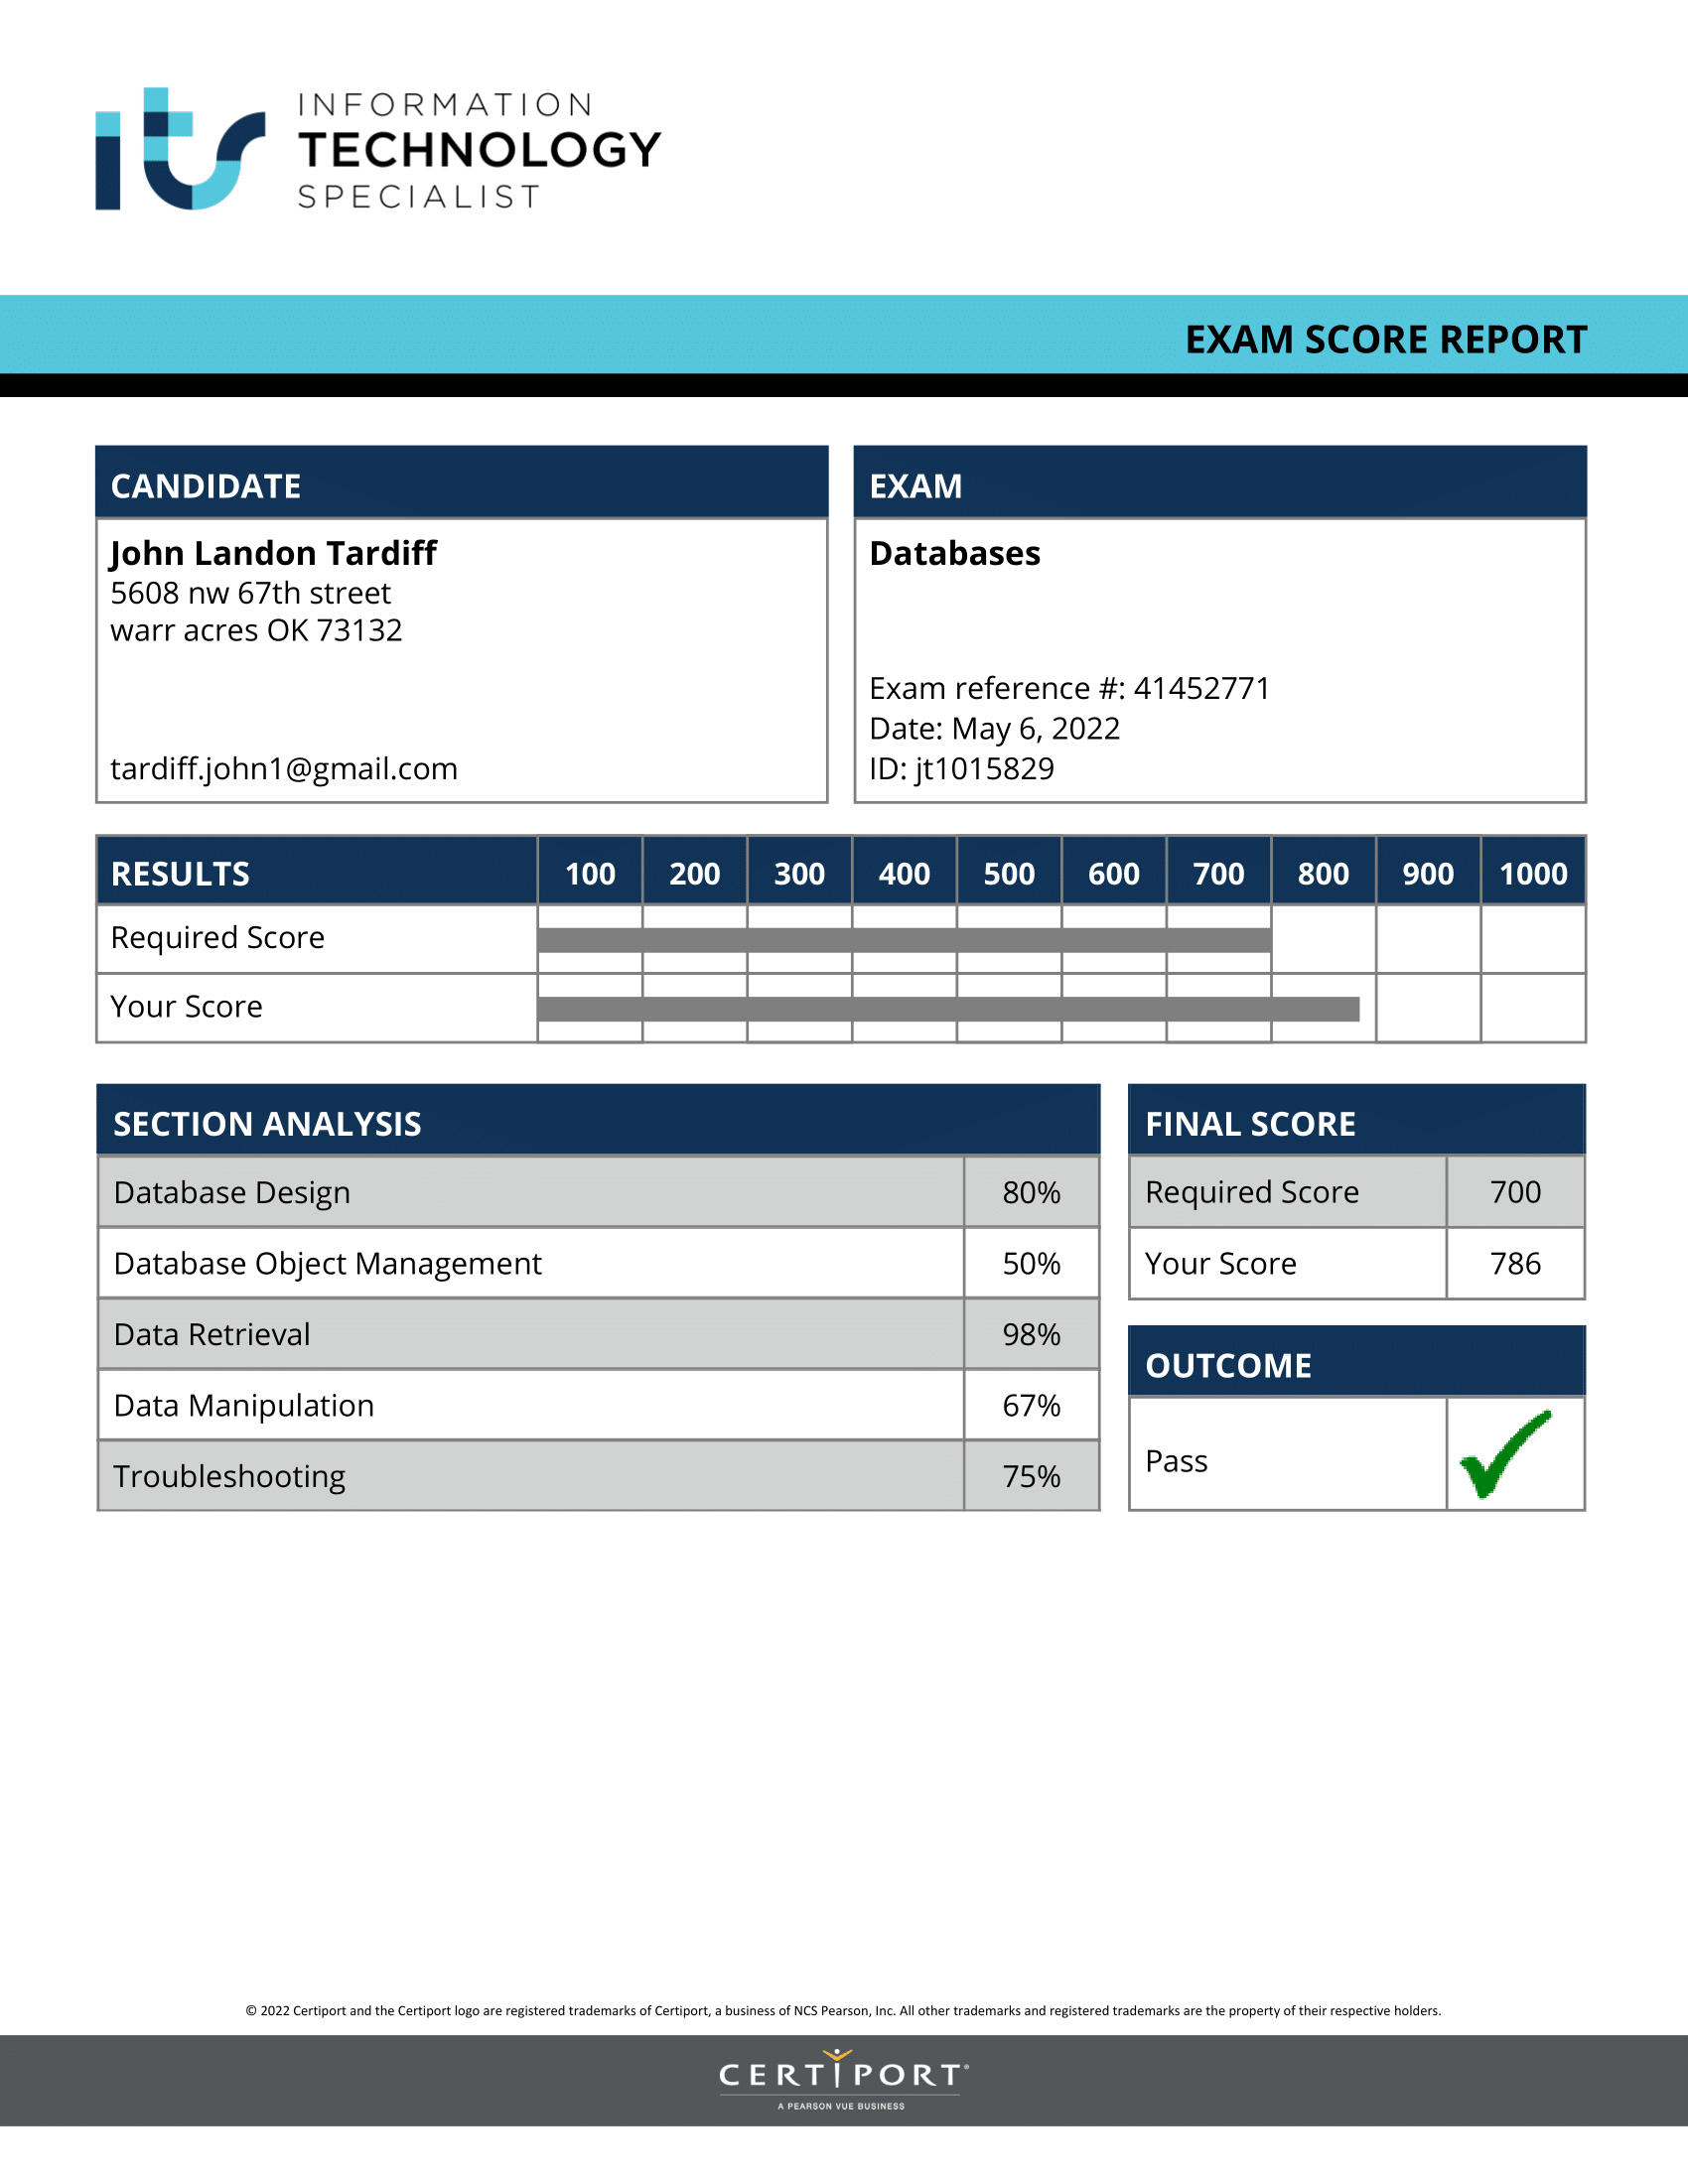 its
INFORMATION
TECHNOLOGY
SPECIALIST
EXAM SCORE REPORT
CANDIDATE
John Landon Tardiff
5608 nw 67th street
warr acres OK 73132
tardiff.john1@gmail.com
EXAM
Databases
Exam reference #: 41452771
Date: May 6, 2022
ID: jt1015829
RESULTS 100 200 300 400 500 600 700 800 900 1000
Required Score
Your Score
SECTION ANALYSIS
Database Design 80%
Database Object Management 50%
Data Retrieval 98%
Data Manipulation 67%
Troubleshooting 75%
FINAL SCORE
Required Score 700
Your Score 786
OUTCOME
Pass
© 2022 Certiport and the Certiport logo are registered trademarks of Certiport, a business of NCS Pearson, Inc. All other trademarks and registered trademarks are the property of their respective holders.
CERTIPORT®
A PEARSON VUE BUSINESS